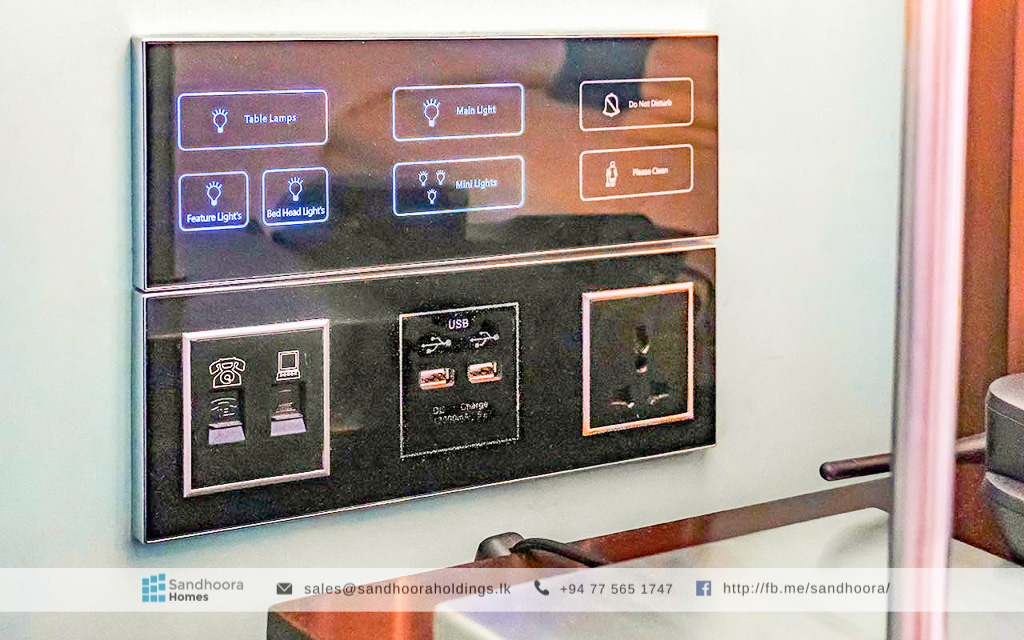 Table Lamps
Main Light
Do Not Disturb
Feature Light's
Bed Head Light's
Mini Lights
Please Clean
USB
DC Charge
Sandhoora
Homes
sales@sandhooraholdings.lk
+94 77 565 1747
http://fb.me/sandhoora/